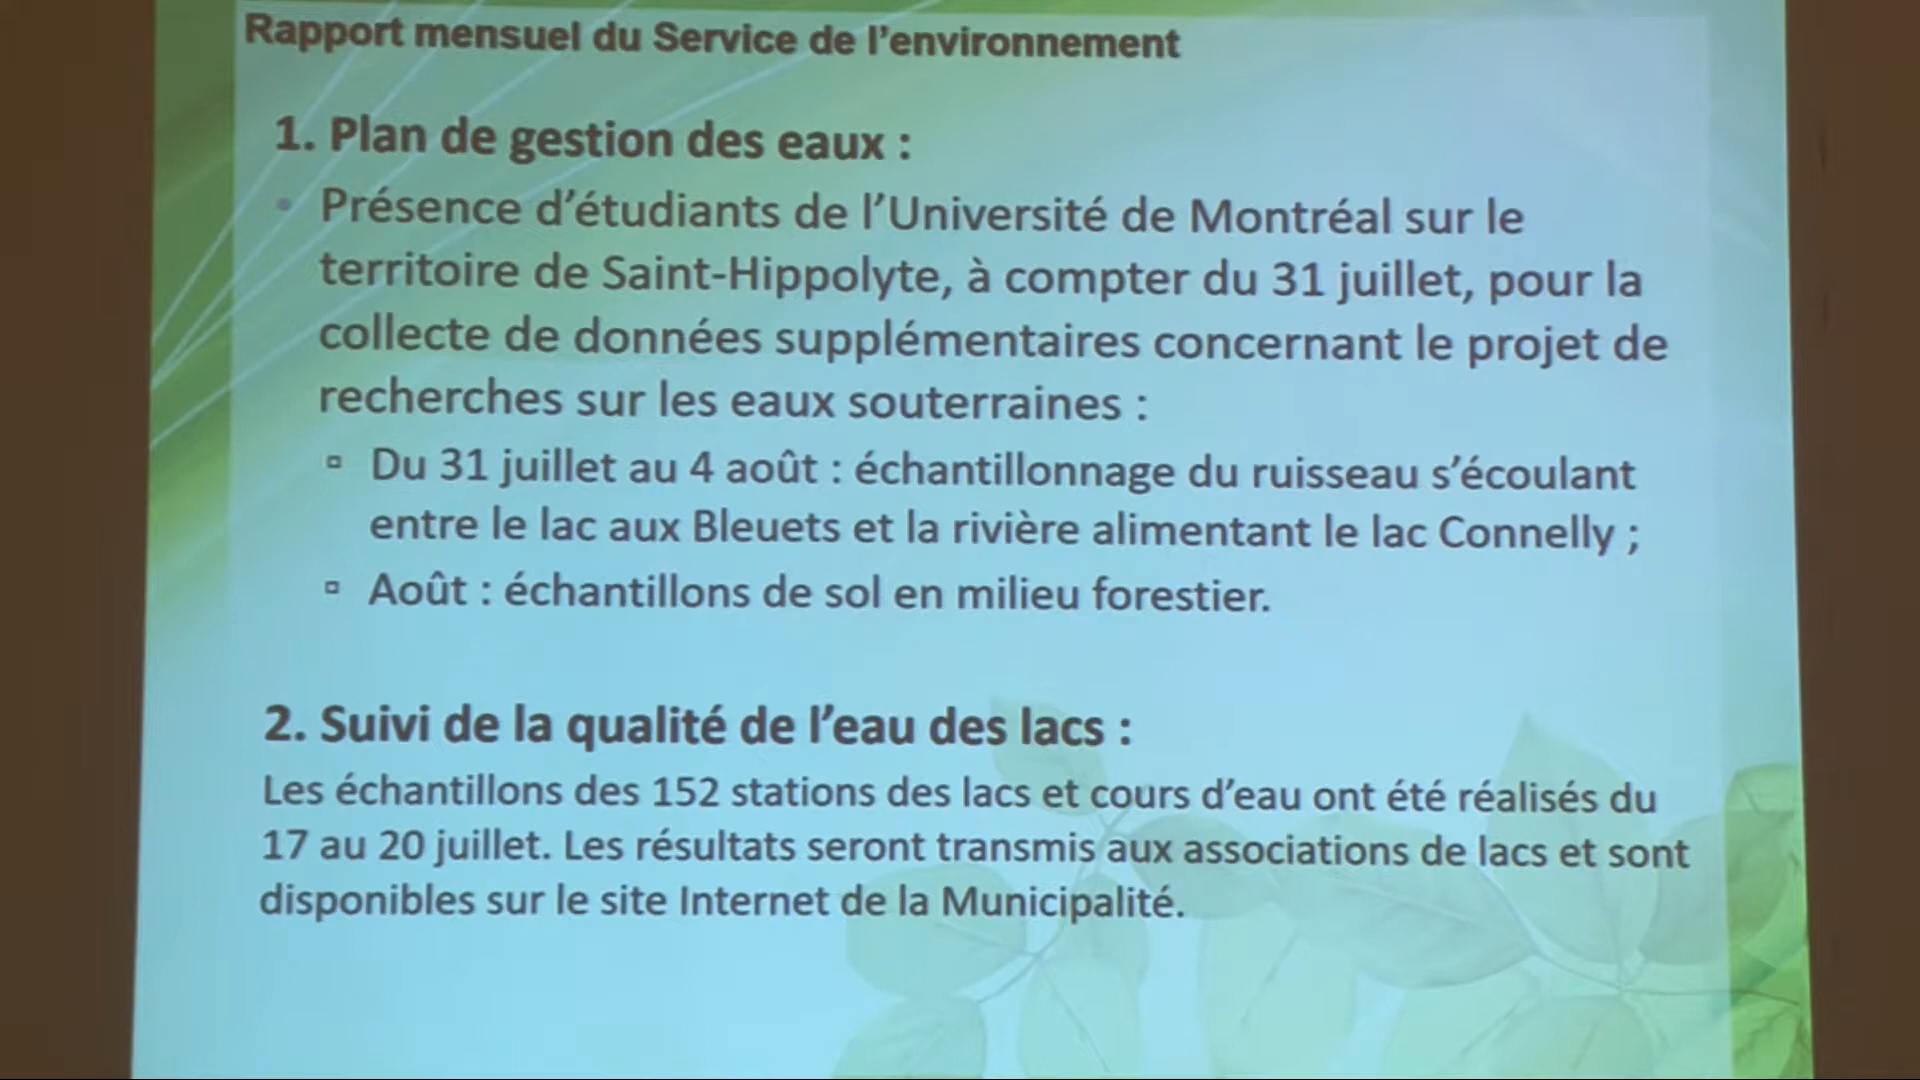 Rapport mensuel du Service de l'environnement
1. Plan de gestion des eaux :
• Présence d'étudiants de l'Université de Montréal sur le
territoire de Saint-Hippolyte, à compter du 31 juillet, pour la
collecte de données supplémentaires concernant le projet de
recherches sur les eaux souterraines :
▫ Du 31 juillet au 4 août : échantillonnage du ruisseau s'écoulant
entre le lac aux Bleuets et la rivière alimentant le lac Connelly ;
▫ Août : échantillons de sol en milieu forestier.
2. Suivi de la qualité de l'eau des lacs :
Les échantillons des 152 stations des lacs et cours d'eau ont été réalisés du
17 au 20 juillet. Les résultats seront transmis aux associations de lacs et sont
disponibles sur le site Internet de la Municipalité.